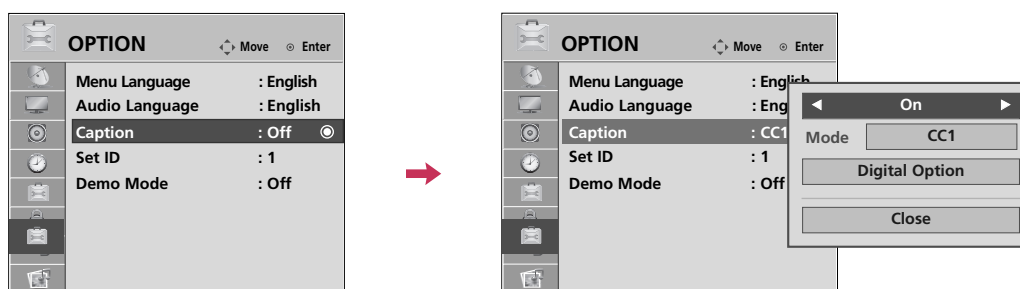 OPTION Move Enter
Menu Language : English
Audio Language : English
Caption : Off
Set ID : 1
Demo Mode : Off
OPTION Move Enter
Menu Language : English
Audio Language : Eng
Caption : CC1
Set ID : 1
Demo Mode : Off
On
Mode CC1
Digital Option
Close